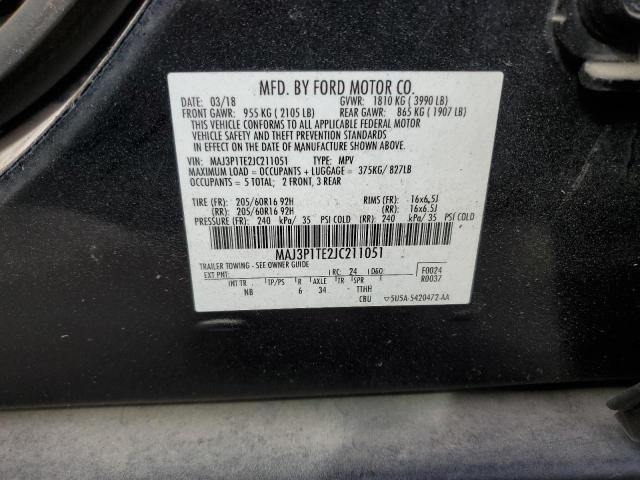 MFD. BY FORD MOTOR CO.
DATE: 03/18 GVWR: 1810 KG ( 3990 LB)
FRONT GAWR: 955 KG ( 2105 LB) REAR GAWR: 865 KG ( 1907 LB)
THIS VEHICLE CONFORMS TO ALL APPLICABLE FEDERAL MOTOR
VEHICLE SAFETY AND THEFT PREVENTION STANDARDS
IN EFFECT ON THE DATE OF MANUFACTURE SHOWN ABOVE.
VIN: MAJ3P1TE2JC211051 TYPE: MPV
MAXIMUM LOAD = OCCUPANTS + LUGGAGE = 375KG/ 827LB
OCCUPANTS = 5 TOTAL; 2 FRONT, 3 REAR
TIRE (FR): 205/60R16 92H RIMS (FR): 16x6.5J
(RR): 205/60R16 92H (RR): 16x6.5J
PRESSURE (FR): 240 kPa/ 35 PSI COLD (RR): 240 kPa/ 35 PSI COLD
MAJ3P1TE2JC211051
TRAILER TOWING - SEE OWNER GUIDE
EXT PNT: RC: 24 D60 F0024
R0037
INT TR TP/PS R AXLE TR SPR
NB 6 34 TTHH
CBU ▽5U5A-5420472-AA